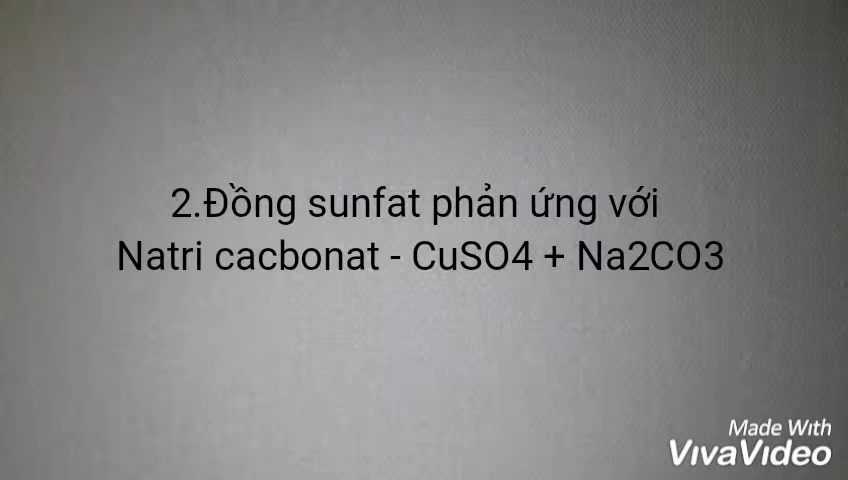 2.Đồng sunfat phản ứng với
Natri cacbonat - CuSO4 + Na2CO3
Made With
VivaVideo